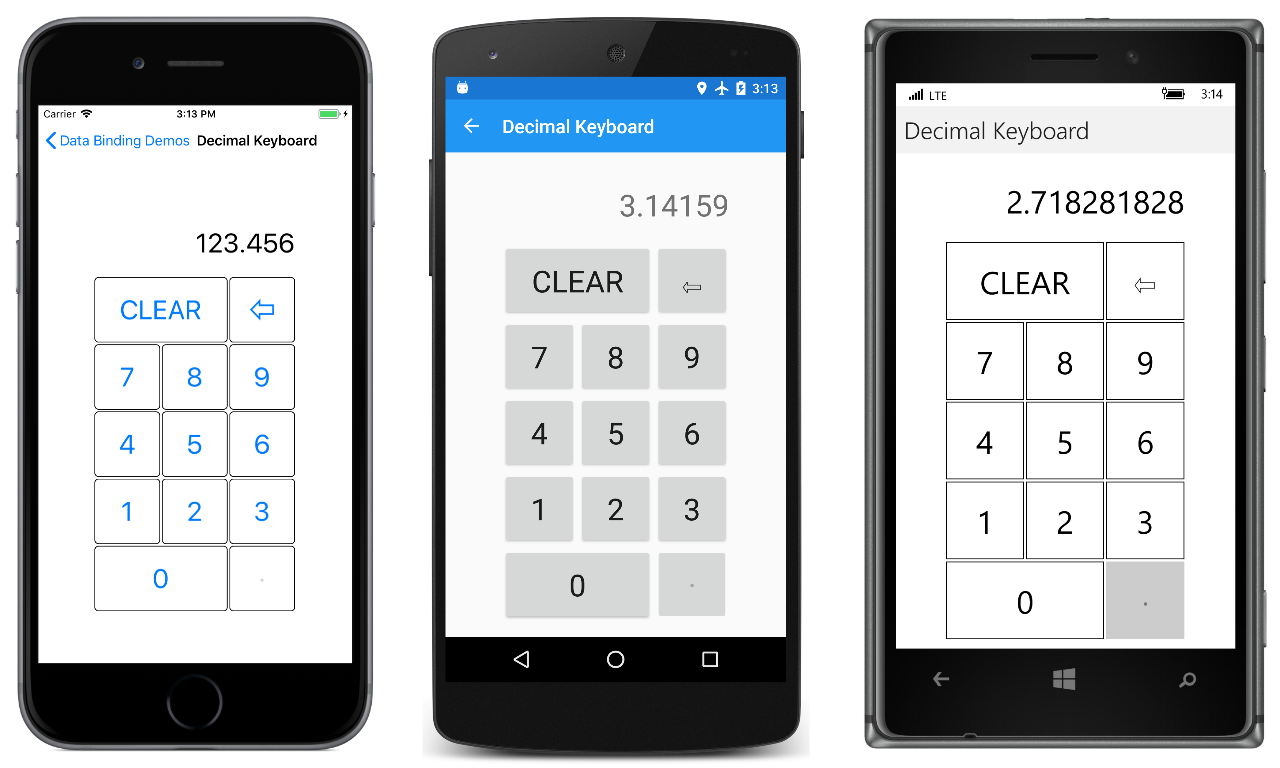 Carrier 3:13 PM
Data Binding Demos Decimal Keyboard
123.456
CLEAR ⇦
7 8 9
4 5 6
1 2 3
0 .
3:13
← Decimal Keyboard
3.14159
CLEAR ⇦
7 8 9
4 5 6
1 2 3
0 .
LTE 3:14
Decimal Keyboard
2.718281828
CLEAR ⇦
7 8 9
4 5 6
1 2 3
0 .